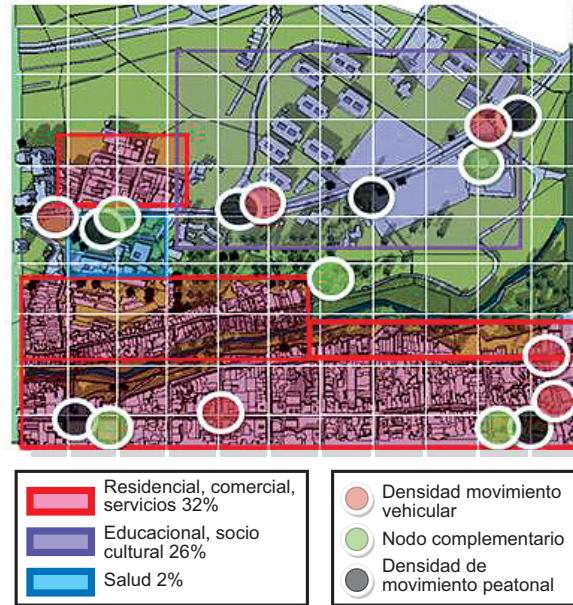 Residencial, comercial,
servicios 32%
Educacional, socio
cultural 26%
Salud 2%
Densidad movimiento
vehicular
Nodo complementario
Densidad de
movimiento peatonal